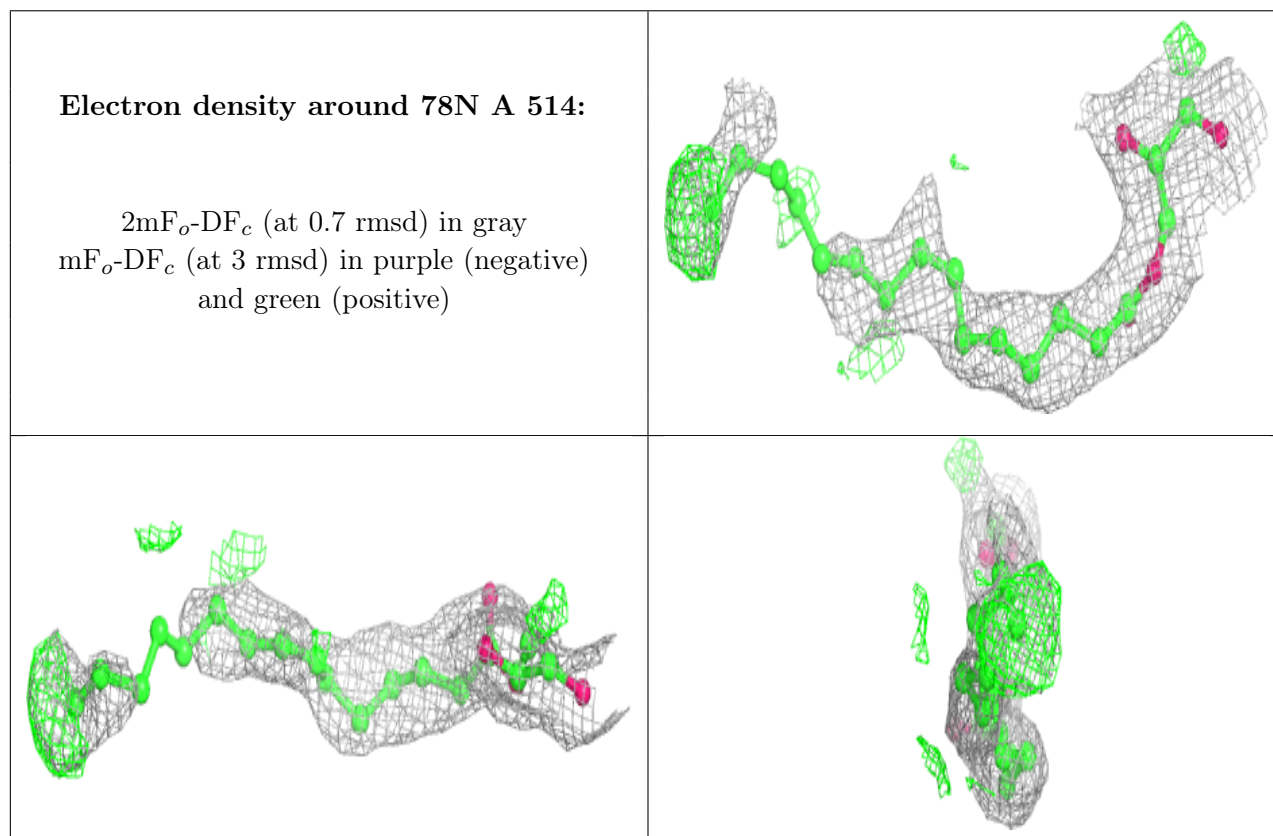 Electron density around 78N A 514:
2mFo-DFc (at 0.7 rmsd) in gray
mFo-DFc (at 3 rmsd) in purple (negative)
and green (positive)